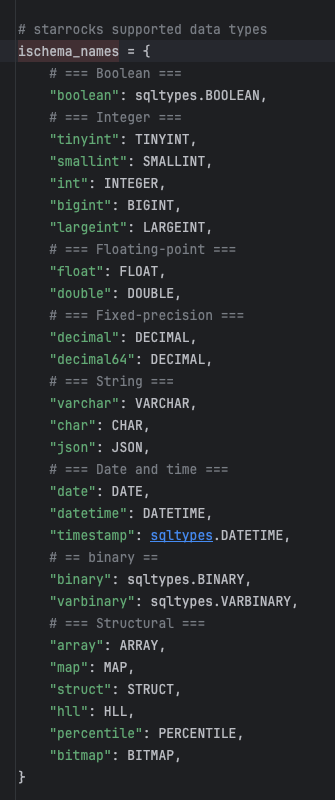 # starrocks supported data types
ischema_names = {
    # === Boolean ===
    "boolean": sqltypes.BOOLEAN,
    # === Integer ===
    "tinyint": TINYINT,
    "smallint": SMALLINT,
    "int": INTEGER,
    "bigint": BIGINT,
    "largeint": LARGEINT,
    # === Floating-point ===
    "float": FLOAT,
    "double": DOUBLE,
    # === Fixed-precision ===
    "decimal": DECIMAL,
    "decimal64": DECIMAL,
    # === String ===
    "varchar": VARCHAR,
    "char": CHAR,
    "json": JSON,
    # === Date and time ===
    "date": DATE,
    "datetime": DATETIME,
    "timestamp": sqltypes.DATETIME,
    # == binary ==
    "binary": sqltypes.BINARY,
    "varbinary": sqltypes.VARBINARY,
    # === Structural ===
    "array": ARRAY,
    "map": MAP,
    "struct": STRUCT,
    "hll": HLL,
    "percentile": PERCENTILE,
    "bitmap": BITMAP,
}